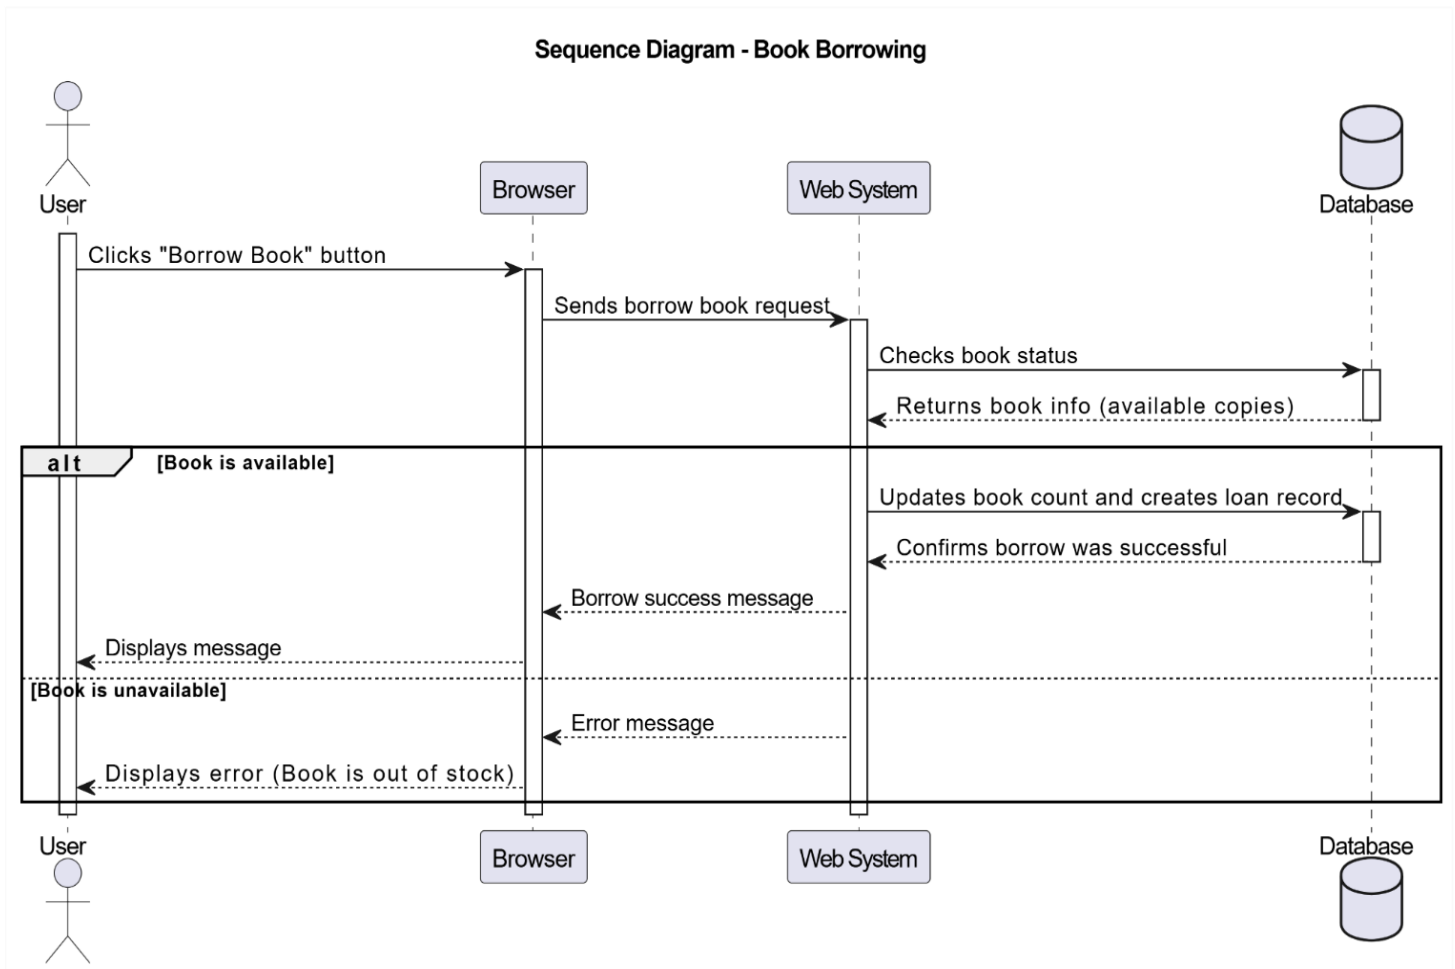 Sequence Diagram - Book Borrowing
User
Browser
Web System
Database
Clicks "Borrow Book" button
Sends borrow book request
Checks book status
Returns book info (available copies)
alt
[Book is available]
Updates book count and creates loan record
Confirms borrow was successful
Borrow success message
Displays message
[Book is unavailable]
Error message
Displays error (Book is out of stock)
User
Browser
Web System
Database